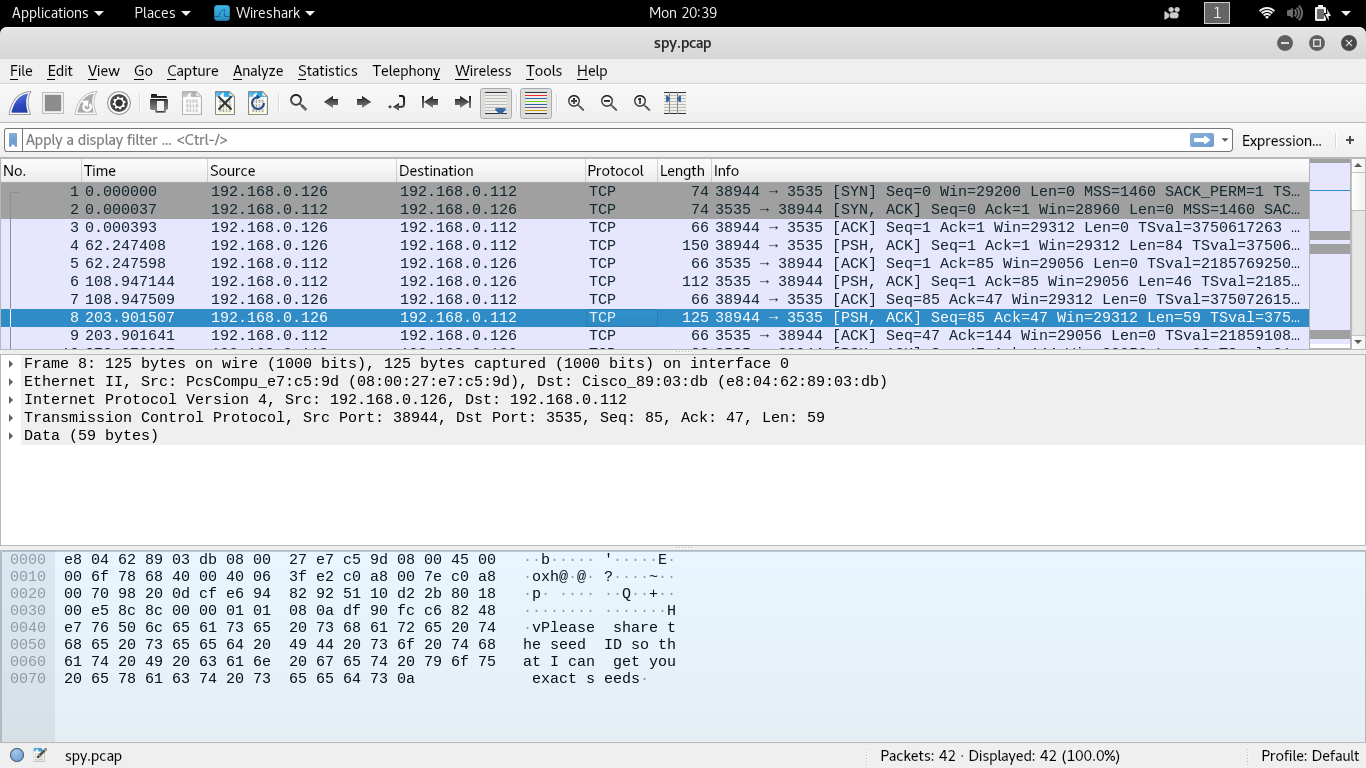 Applications Places Wireshark Mon 20:39 1
spy.pcap
File Edit View Go Capture Analyze Statistics Telephony Wireless Tools Help
Apply a display filter ... <Ctrl-/> Expression... +
No. Time Source Destination Protocol Length Info
1 0.000000 192.168.0.126 192.168.0.112 TCP 74 38944 → 3535 [SYN] Seq=0 Win=29200 Len=0 MSS=1460 SACK_PERM=1 TS…
2 0.000037 192.168.0.112 192.168.0.126 TCP 74 3535 → 38944 [SYN, ACK] Seq=0 Ack=1 Win=28960 Len=0 MSS=1460 SAC…
3 0.000393 192.168.0.126 192.168.0.112 TCP 66 38944 → 3535 [ACK] Seq=1 Ack=1 Win=29312 Len=0 TSval=3750617263 …
4 62.247408 192.168.0.126 192.168.0.112 TCP 150 38944 → 3535 [PSH, ACK] Seq=1 Ack=1 Win=29312 Len=84 TSval=37506…
5 62.247598 192.168.0.112 192.168.0.126 TCP 66 3535 → 38944 [ACK] Seq=1 Ack=85 Win=29056 Len=0 TSval=2185769250…
6 108.947144 192.168.0.112 192.168.0.126 TCP 112 3535 → 38944 [PSH, ACK] Seq=1 Ack=85 Win=29056 Len=46 TSval=2185…
7 108.947509 192.168.0.126 192.168.0.112 TCP 66 38944 → 3535 [ACK] Seq=85 Ack=47 Win=29312 Len=0 TSval=375072615…
8 203.901507 192.168.0.126 192.168.0.112 TCP 125 38944 → 3535 [PSH, ACK] Seq=85 Ack=47 Win=29312 Len=59 TSval=375…
9 203.901641 192.168.0.112 192.168.0.126 TCP 66 3535 → 38944 [ACK] Seq=47 Ack=144 Win=29056 Len=0 TSval=21859108…
Frame 8: 125 bytes on wire (1000 bits), 125 bytes captured (1000 bits) on interface 0
Ethernet II, Src: PcsCompu_e7:c5:9d (08:00:27:e7:c5:9d), Dst: Cisco_89:03:db (e8:04:62:89:03:db)
Internet Protocol Version 4, Src: 192.168.0.126, Dst: 192.168.0.112
Transmission Control Protocol, Src Port: 38944, Dst Port: 3535, Seq: 85, Ack: 47, Len: 59
Data (59 bytes)
0000 e8 04 62 89 03 db 08 00 27 e7 c5 9d 08 00 45 00 ··b····· '·····E·
0010 00 6f 78 68 40 00 40 06 3f e2 c0 a8 00 7e c0 a8 ·oxh@·@· ?····~··
0020 00 70 98 20 0d cf e6 94 82 92 51 10 d2 2b 80 18 ·p· ···· ··Q··+··
0030 00 e5 8c 8c 00 00 01 01 08 0a df 90 fc c6 82 48 ········ ·······H
0040 e7 76 50 6c 65 61 73 65 20 73 68 61 72 65 20 74 ·vPlease share t
0050 68 65 20 73 65 65 64 20 49 44 20 73 6f 20 74 68 he seed ID so th
0060 61 74 20 49 20 63 61 6e 20 67 65 74 20 79 6f 75 at I can get you
0070 20 65 78 61 63 74 20 73 65 65 64 73 0a exact s eeds·
spy.pcap Packets: 42 · Displayed: 42 (100.0%) Profile: Default